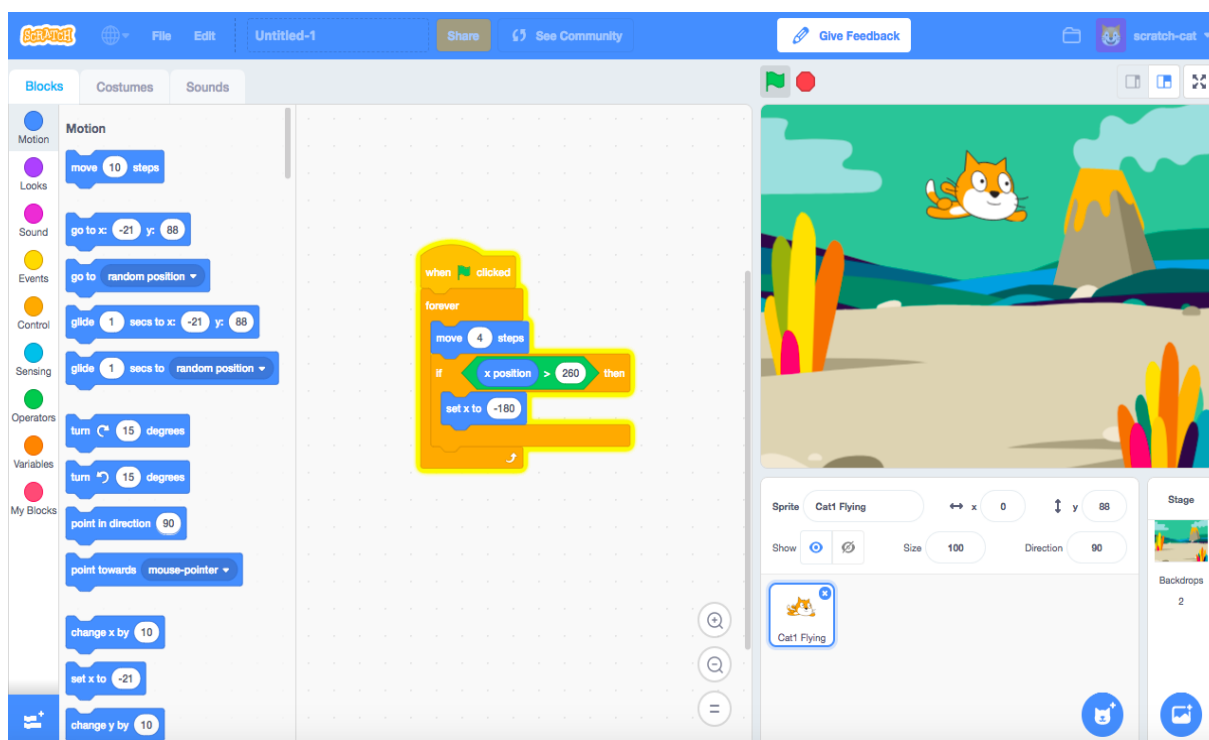 SCRATCH File Edit Untitled-1 Share See Community Give Feedback scratch-cat
Blocks Costumes Sounds
Motion
Looks
Sound
Events
Control
Sensing
Operators
Variables
My Blocks
Motion
move 10 steps
go to x: -21 y: 88
go to random position
glide 1 secs to x: -21 y: 88
glide 1 secs to random position
turn 15 degrees
turn 15 degrees
point in direction 90
point towards mouse-pointer
change x by 10
set x to -21
change y by 10
when clicked
forever
move 4 steps
if x position > 260 then
set x to -180
Sprite Cat1 Flying x 0 y 88
Show Size 100 Direction 90
Cat1 Flying
Stage
Backdrops
2